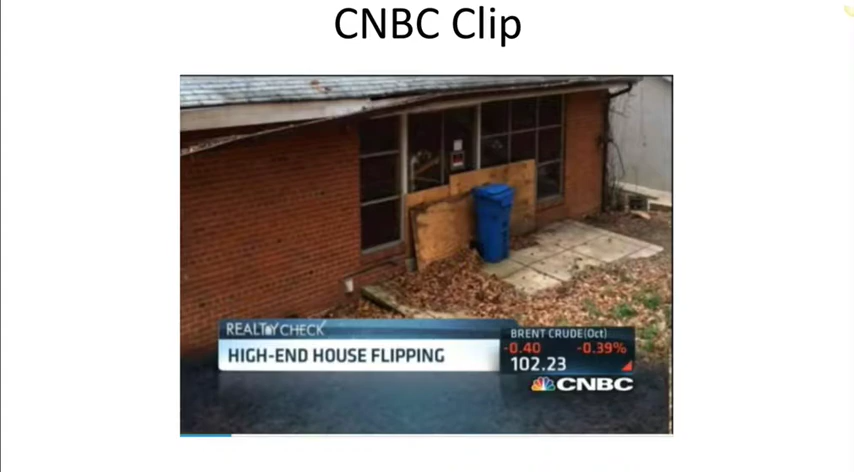 CNBC Clip
REALTY CHECK
HIGH-END HOUSE FLIPPING
BRENT CRUDE(Oct)
-0.40 -0.39%
102.23
CNBC